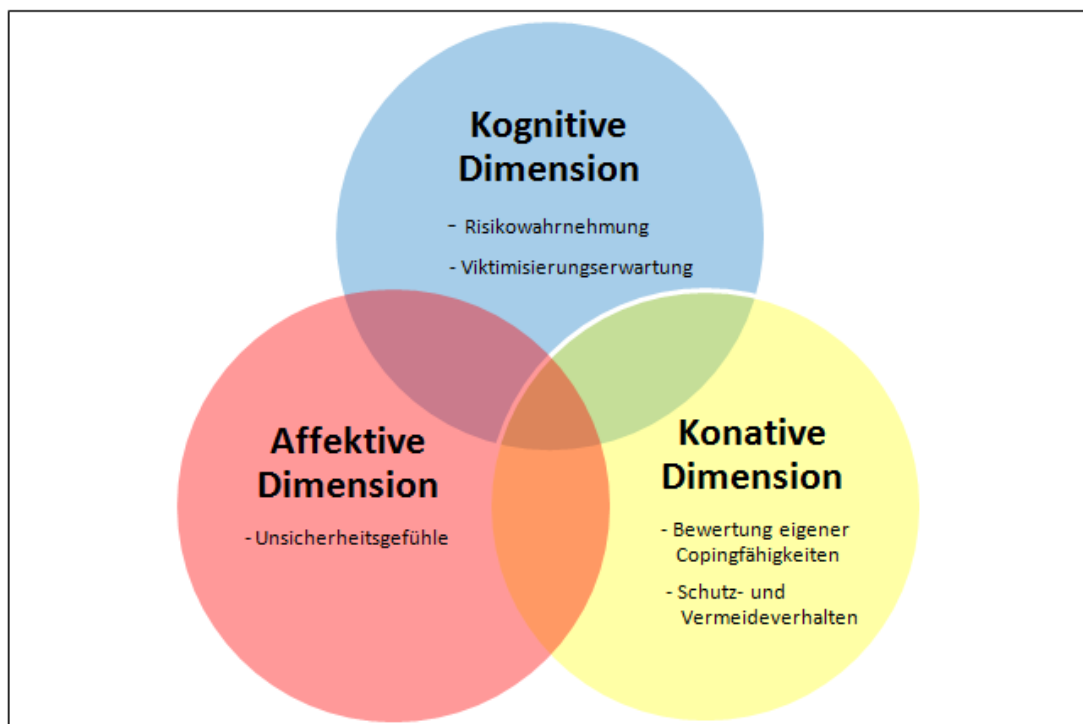 Kognitive
Dimension
- Risikowahrnehmung
- Viktimisierungserwartung
Affektive
Dimension
- Unsicherheitsgefühle
Konative
Dimension
- Bewertung eigener
Copingfähigkeiten
- Schutz- und
Vermeideverhalten